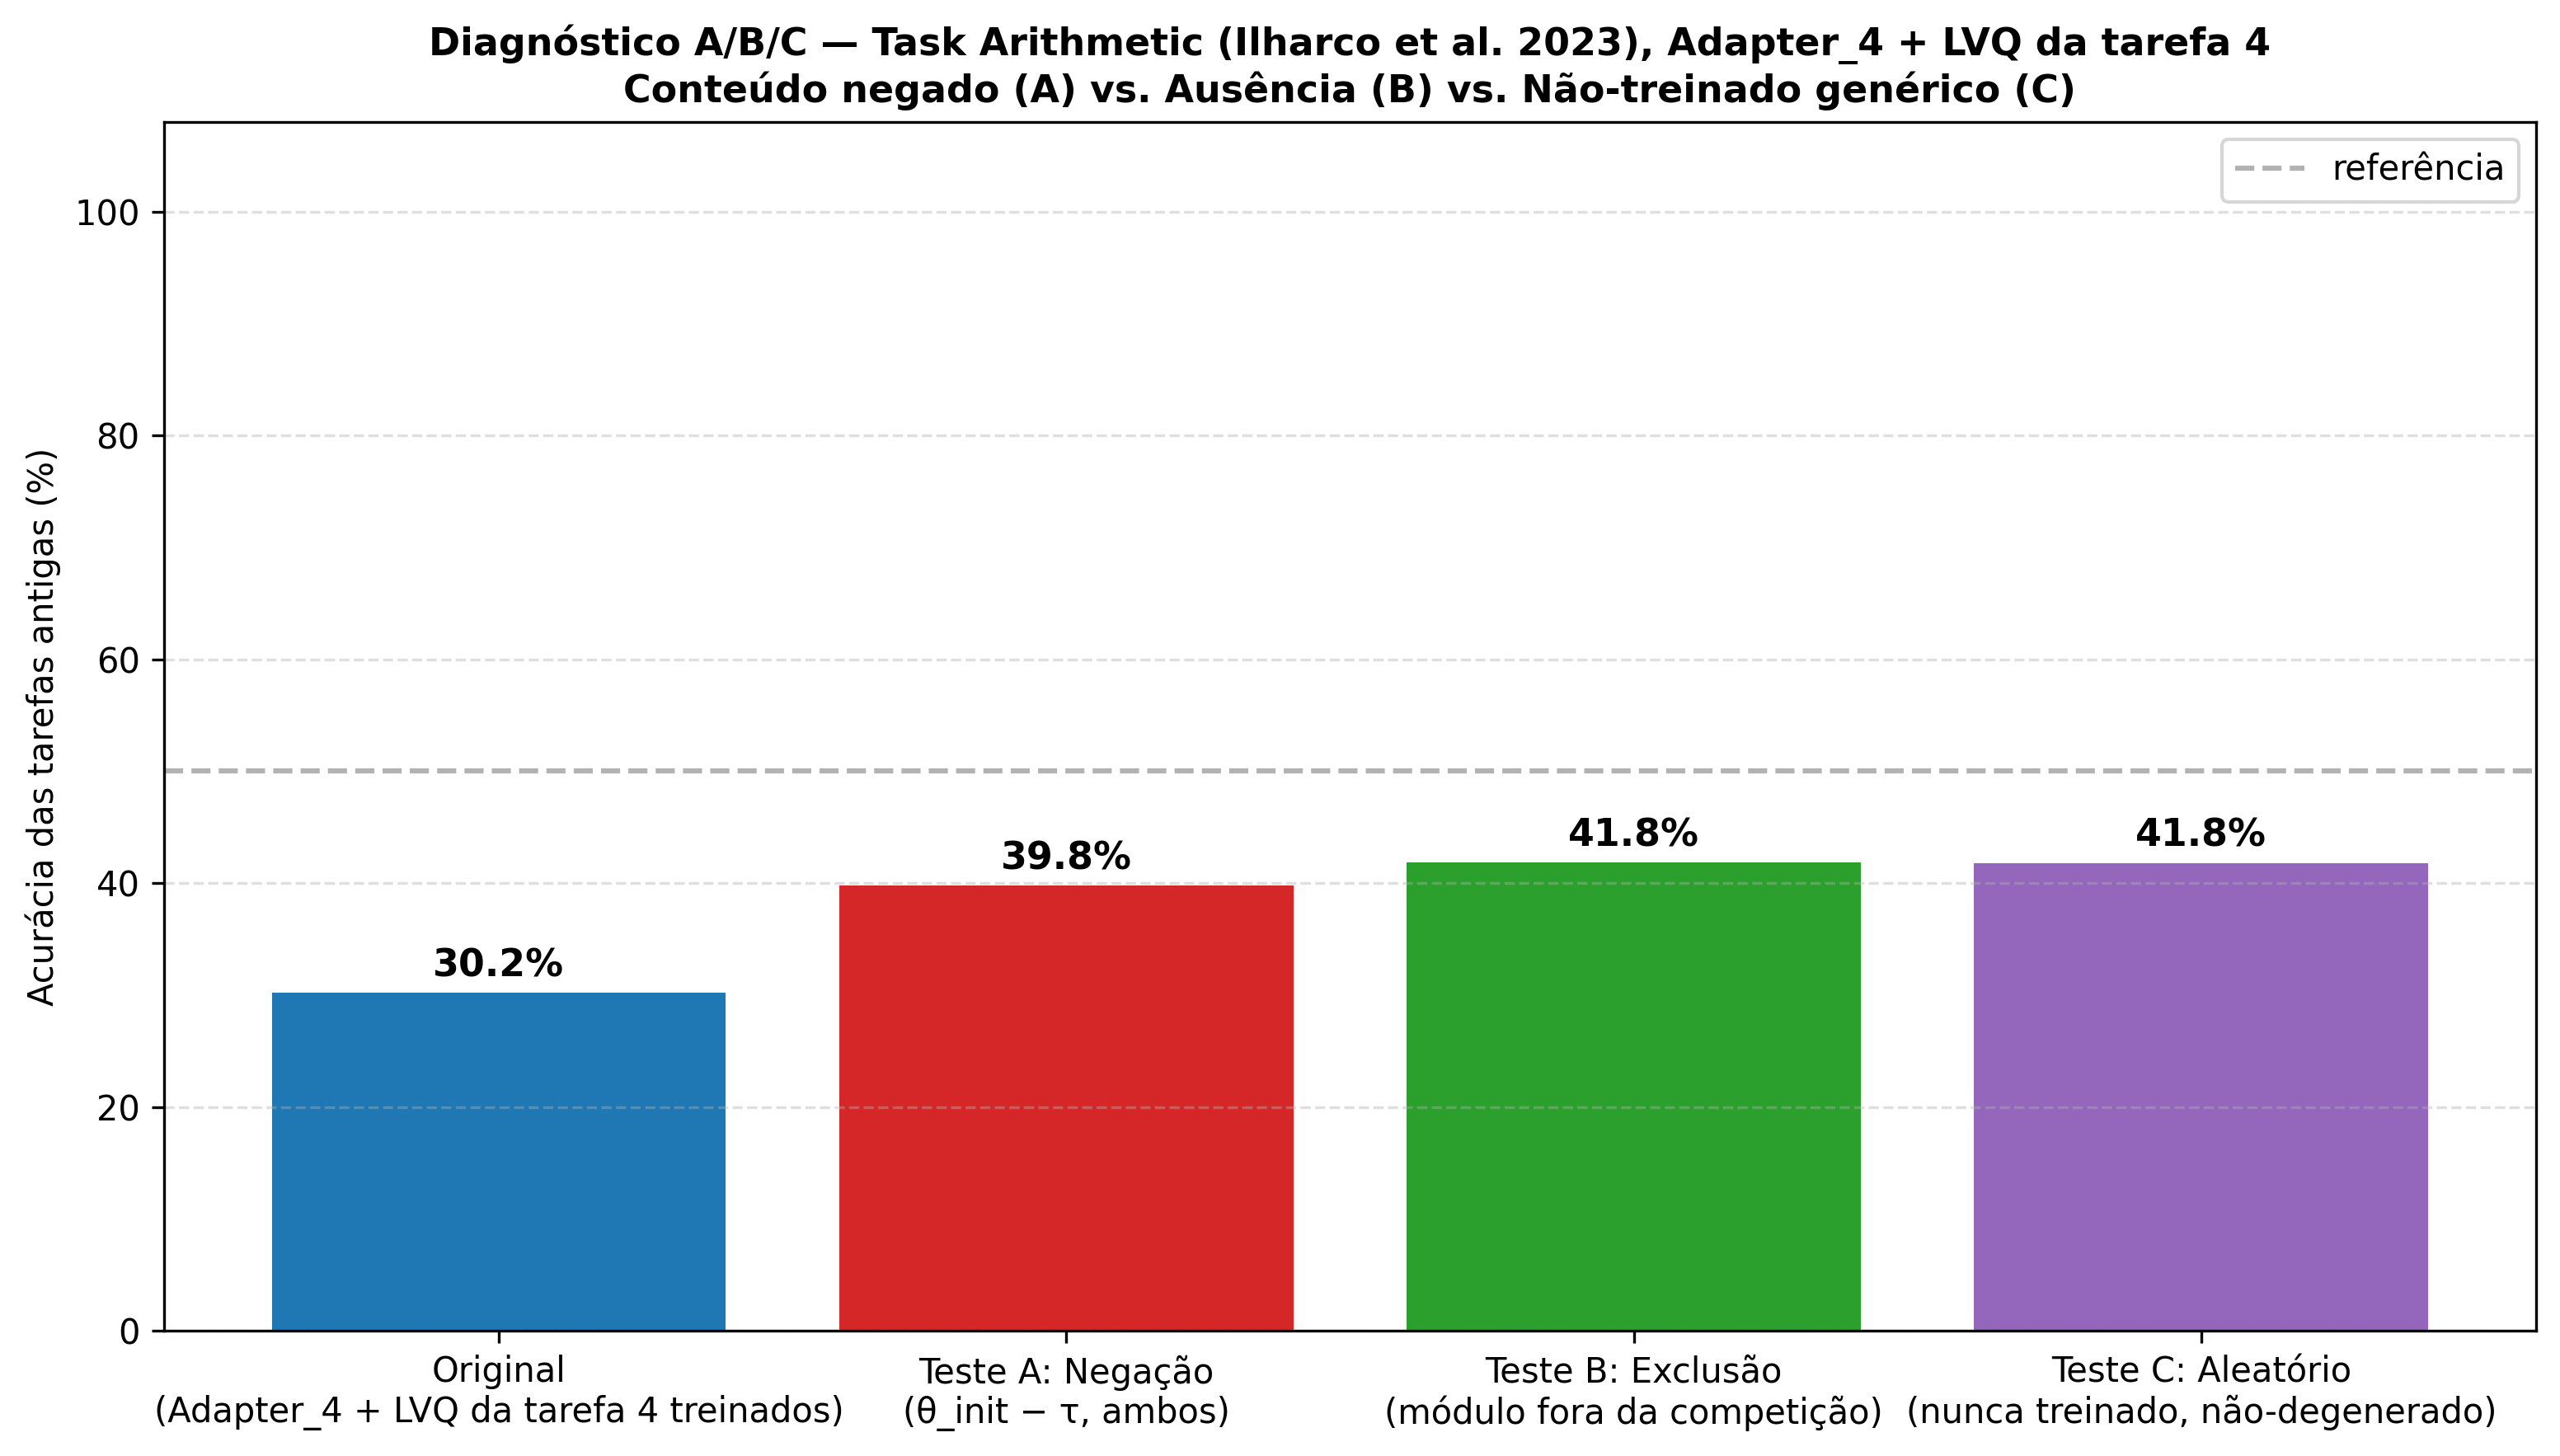 Diagnóstico A/B/C — Task Arithmetic (Ilharco et al. 2023), Adapter_4 + LVQ da tarefa 4
Conteúdo negado (A) vs. Ausência (B) vs. Não-treinado genérico (C)
referência
Acurácia das tarefas antigas (%)
100
80
60
40
20
0
30.2%
39.8%
41.8%
41.8%
Original
(Adapter_4 + LVQ da tarefa 4 treinados)
Teste A: Negação
(θ_init − τ, ambos)
Teste B: Exclusão
(módulo fora da competição)
Teste C: Aleatório
(nunca treinado, não-degenerado)